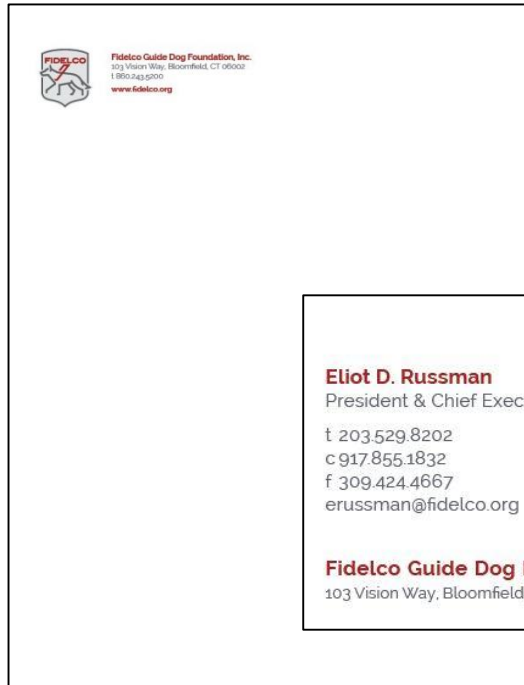 FIDELCO
Fidelco Guide Dog Foundation, Inc.
103 Vision Way, Bloomfield, CT 06002
t 860.243.5200
www.fidelco.org
Eliot D. Russman
President & Chief Exec
t 203.529.8202
c 917.855.1832
f 309.424.4667
erussman@fidelco.org
Fidelco Guide Dog
103 Vision Way, Bloomfield